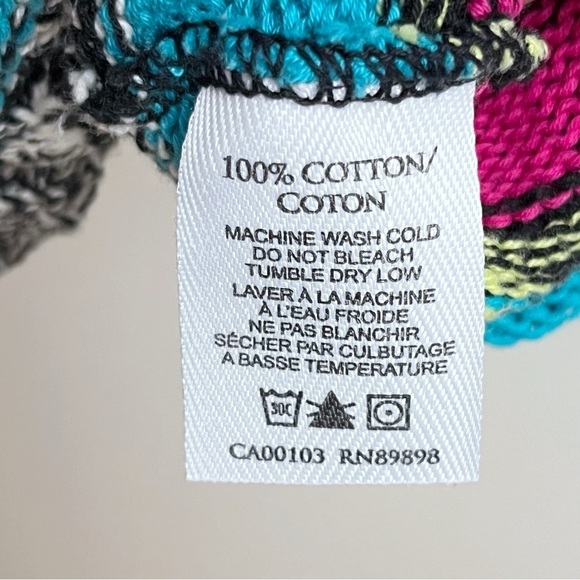 100% COTTON/
COTON
MACHINE WASH COLD
DO NOT BLEACH
TUMBLE DRY LOW
LAVER À LA MACHINE
À L'EAU FROIDE
NE PAS BLANCHIR
SÉCHER PAR CULBUTAGE
A BASSE TEMPERATURE
30C
CA00103 RN89898